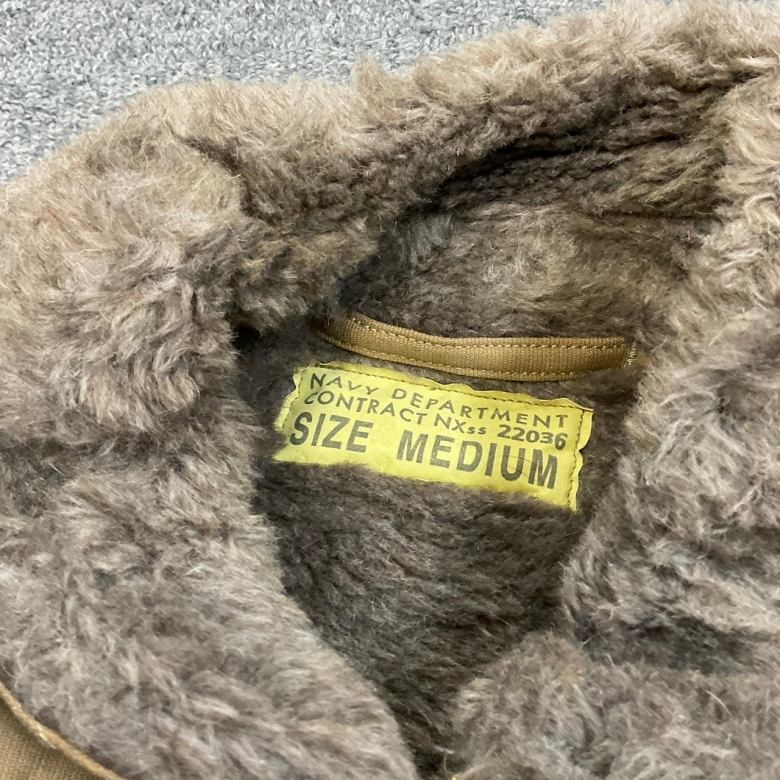 NAVY DEPARTMENT
CONTRACT NXss 22036
SIZE MEDIUM